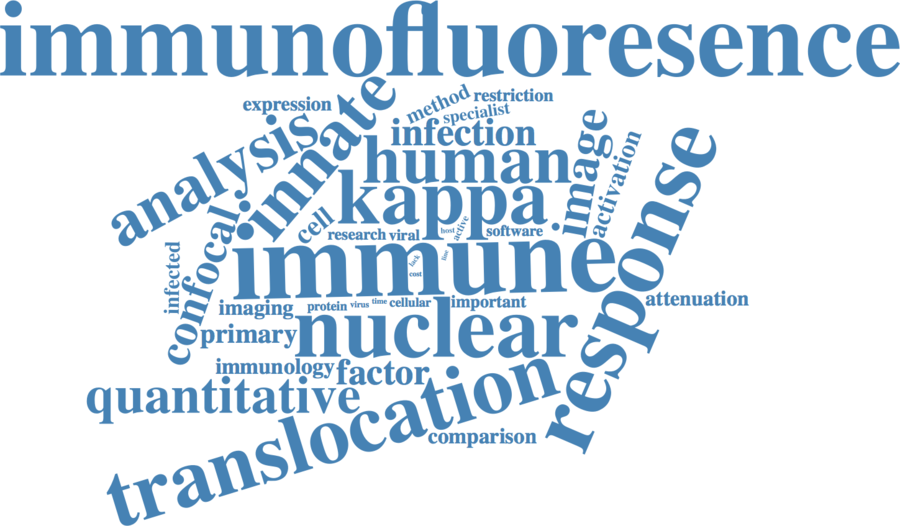 immunofluoresence
expression
innate
method
restriction
specialist
analysis
infection
image
human
activation
response
kappa
cell
confocal
research
viral
host
active
software
immune
lack
line
cost
infected
imaging
protein
virus
time
cellular
important
attenuation
primary
nuclear
immunology
factor
quantitative
translocation
comparison